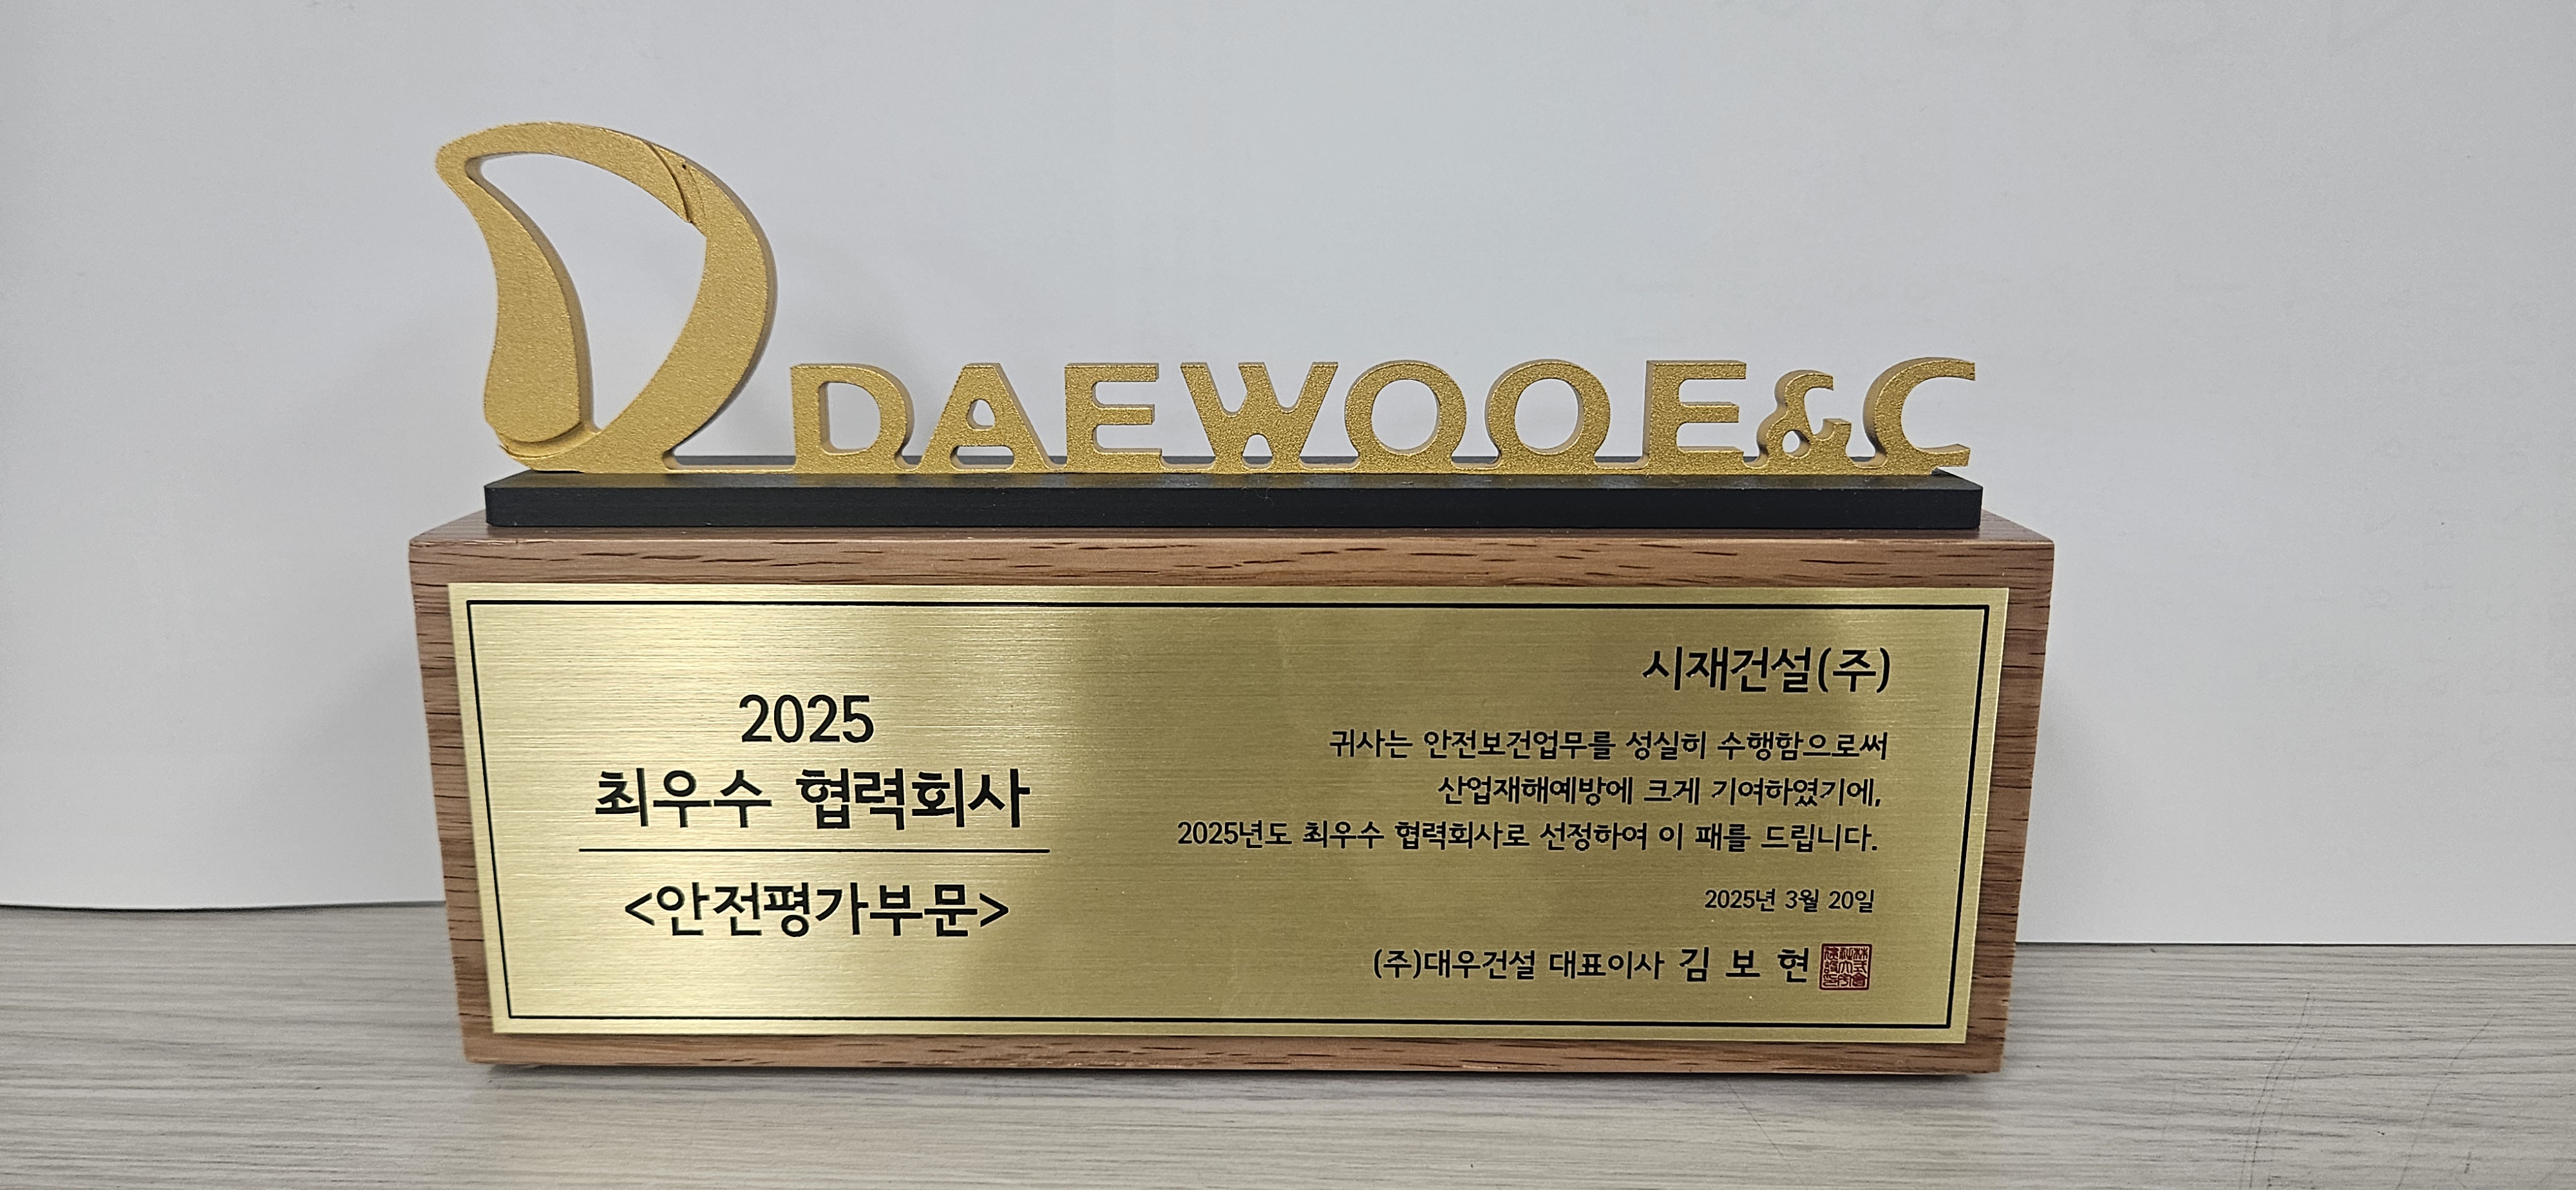 DAEWOO E&C
2025
최우수 협력회사
<안전평가부문>
시재건설(주)
귀사는 안전보건업무를 성실히 수행함으로써
산업재해예방에 크게 기여하였기에,
2025년도 최우수 협력회사로 선정하여 이 패를 드립니다.
2025년 3월 20일
(주)대우건설 대표이사 김 보 현